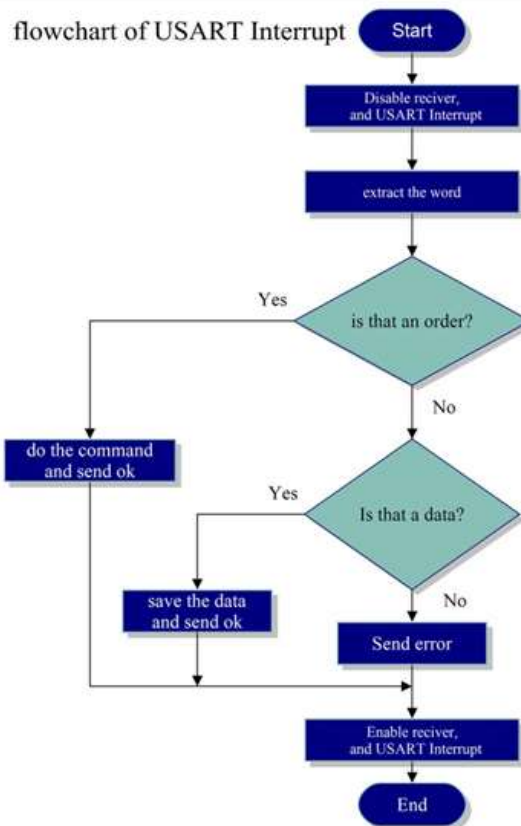 flowchart of USART Interrupt
Start
Disable reciver,
and USART Interrupt
extract the word
is that an order?
Yes
No
do the command
and send ok
Is that a data?
Yes
No
save the data
and send ok
Send error
Enable reciver,
and USART Interrupt
End